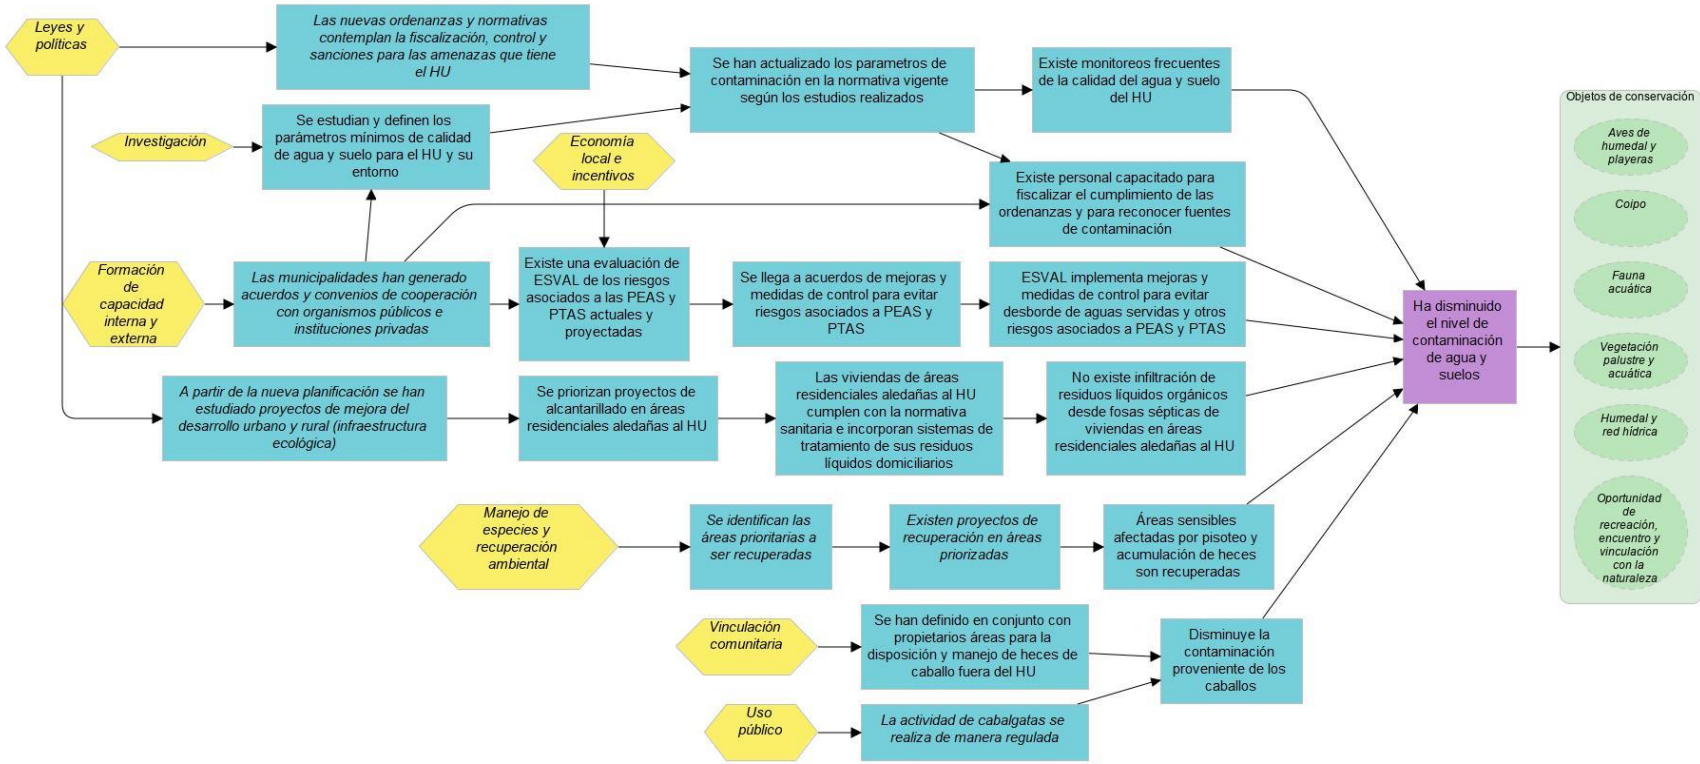 Leyes y
políticas
Las nuevas ordenanzas y normativas
contemplan la fiscalización, control y
sanciones para las amenazas que tiene
el HU
Se han actualizado los parametros de
contaminación en la normativa vigente
según los estudios realizados
Existe monitoreos frecuentes
de la calidad del agua y suelo
del HU
Investigación
Se estudian y definen los
parámetros mínimos de calidad
de agua y suelo para el HU y su
entorno
Economía
local e
incentivos
Existe personal capacitado para
fiscalizar el cumplimiento de las
ordenanzas y para reconocer fuentes
de contaminación
Formación
de
capacidad
interna y
externa
Las municipalidades han generado
acuerdos y convenios de cooperación
con organismos públicos e
instituciones privadas
Existe una evaluación de
ESVAL de los riesgos
asociados a las PEAS y
PTAS actuales y
proyectadas
Se llega a acuerdos de mejoras y
medidas de control para evitar
riesgos asociados a PEAS y
PTAS
ESVAL implementa mejoras y
medidas de control para evitar
desborde de aguas servidas y otros
riesgos asociados a PEAS y PTAS
Ha disminuido
el nivel de
contaminación
de agua y
suelos
A partir de la nueva planificación se han
estudiado proyectos de mejora del
desarrollo urbano y rural (infraestructura
ecológica)
Se priorizan proyectos de
alcantarillado en áreas
residenciales aledañas al HU
Las viviendas de áreas
residenciales aledañas al HU
cumplen con la normativa
sanitaria e incorporan sistemas de
tratamiento de sus residuos
líquidos domiciliarios
No existe infiltración de
residuos líquidos orgánicos
desde fosas sépticas de
viviendas en áreas
residenciales aledañas al HU
Manejo de
especies y
recuperación
ambiental
Se identifican las
áreas prioritarias a
ser recuperadas
Existen proyectos de
recuperación en áreas
priorizadas
Áreas sensibles
afectadas por pisoteo y
acumulación de heces
son recuperadas
Vinculación
comunitaria
Se han definido en conjunto con
propietarios áreas para la
disposición y manejo de heces de
caballo fuera del HU
Disminuye la
contaminación
proveniente de los
caballos
Uso
público
La actividad de cabalgatas se
realiza de manera regulada
Objetos de conservación
Aves de
humedal y
playeras
Coipo
Fauna
acuática
Vegetación
palustre y
acuática
Humedal y
red hídrica
Oportunidad
de
recreación,
encuentro y
vinculación
con la
naturaleza